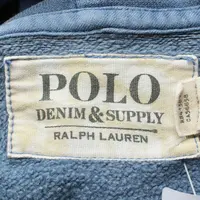 POLO
DENIM & SUPPLY
RALPH LAUREN